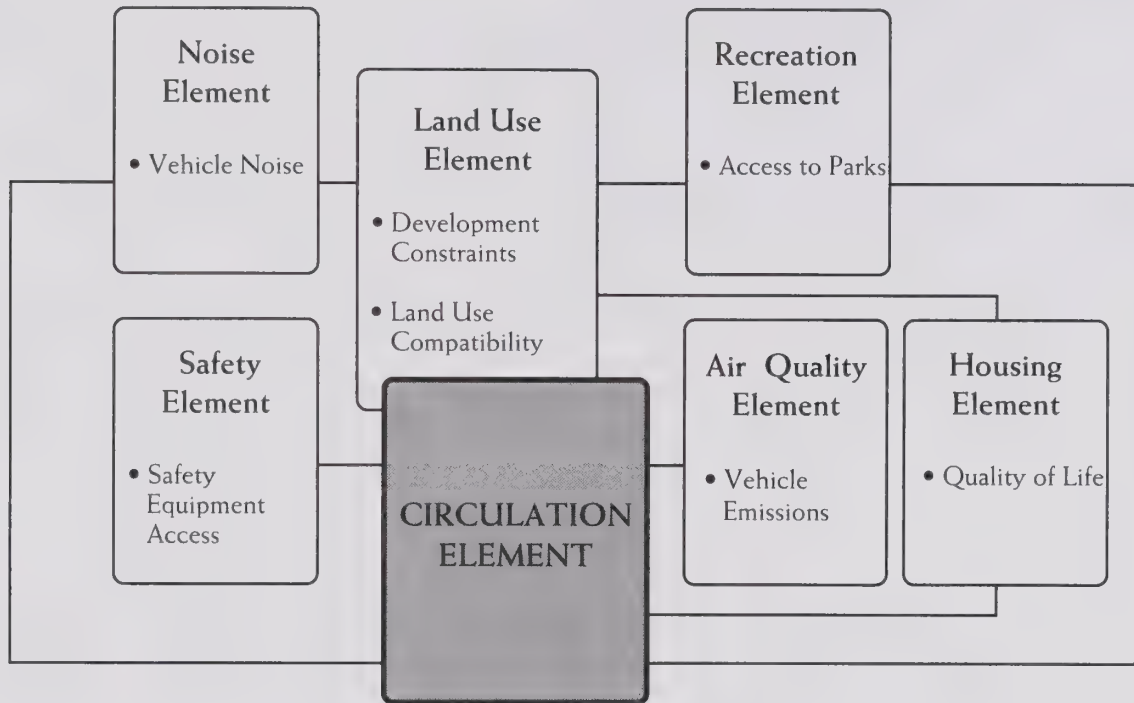 Noise
Element
• Vehicle Noise
Land Use
Element
• Development
Constraints
• Land Use
Compatibility
Recreation
Element
• Access to Parks
Safety
Element
• Safety
Equipment
Access
CIRCULATION
ELEMENT
Air Quality
Element
• Vehicle
Emissions
Housing
Element
• Quality of Life